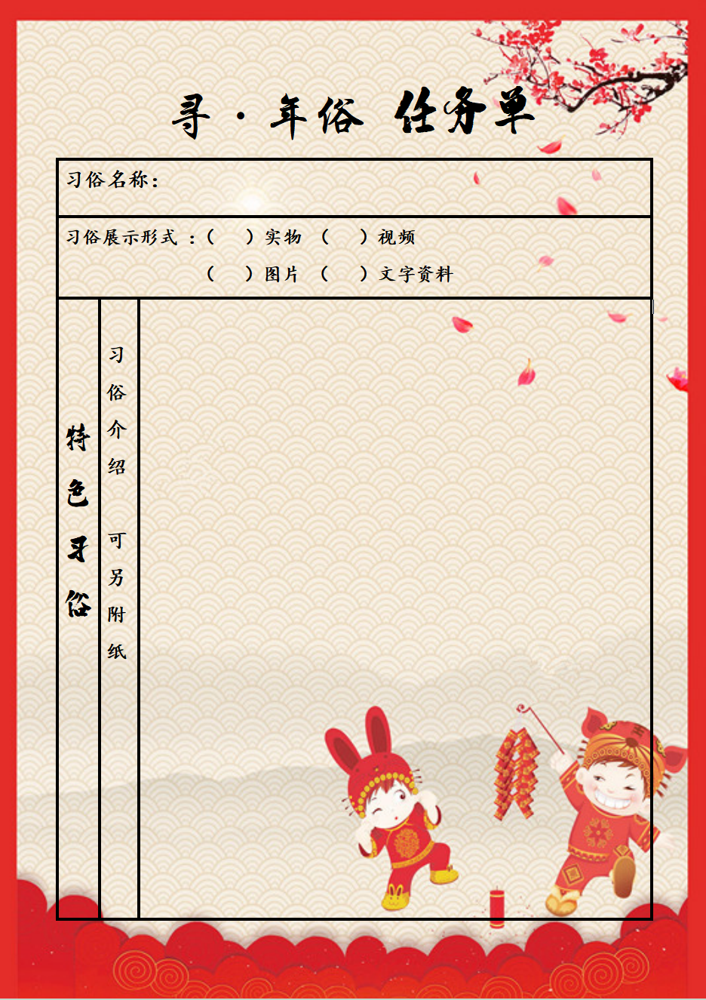 寻·年俗 任务单
习俗名称：
习俗展示形式 ：（ ）实物 （ ）视频
（ ）图片 （ ）文字资料
特色习俗
习俗介绍 可另附纸